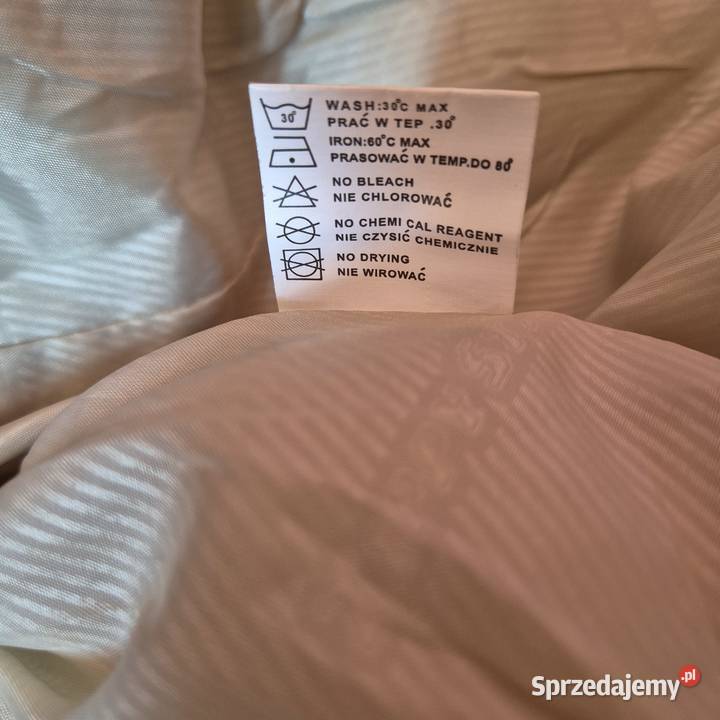 30°
WASH:30°C MAX
PRAĆ W TEP .30°
IRON:60°C MAX
PRASOWAĆ W TEMP.DO 80°
NO BLEACH
NIE CHLOROWAĆ
NO CHEMI CAL REAGENT
NIE CZYSIĆ CHEMICZNIE
NO DRYING
NIE WIROWAĆ
Sprzedajemy.pl